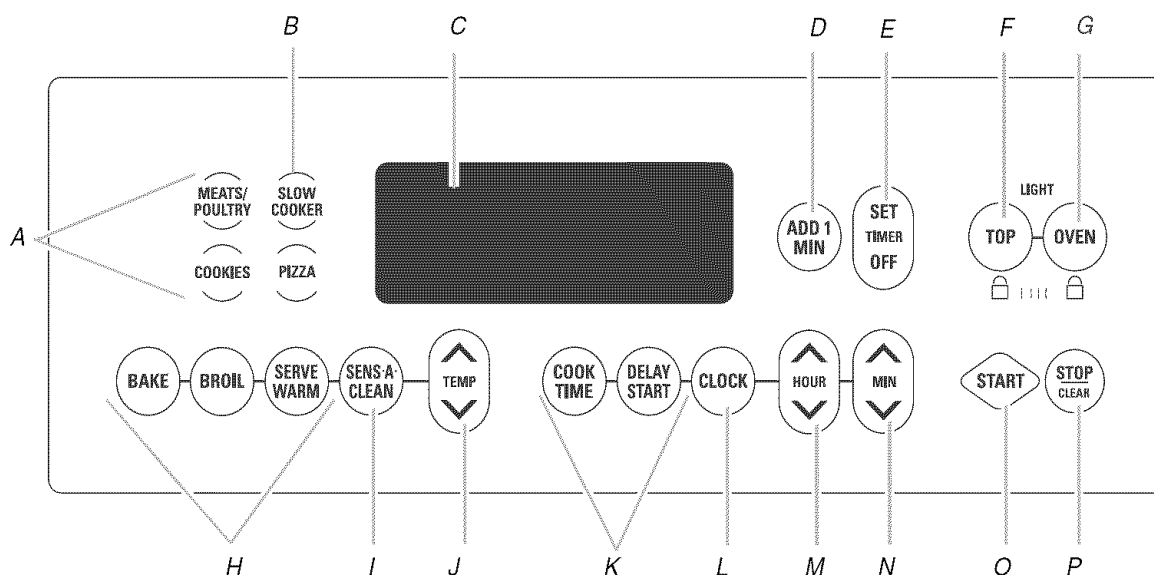 B C D E F G
A
MEATS/
POULTRY
SLOW
COOKER
COOKIES
PIZZA
ADD 1
MIN
SET
TIMER
OFF
LIGHT
TOP
OVEN
BAKE
BROIL
SERVE
WARM
SENS·A·
CLEAN
TEMP
COOK
TIME
DELAY
START
CLOCK
HOUR
MIN
START
STOP
CLEAR
H I J K L M N O P